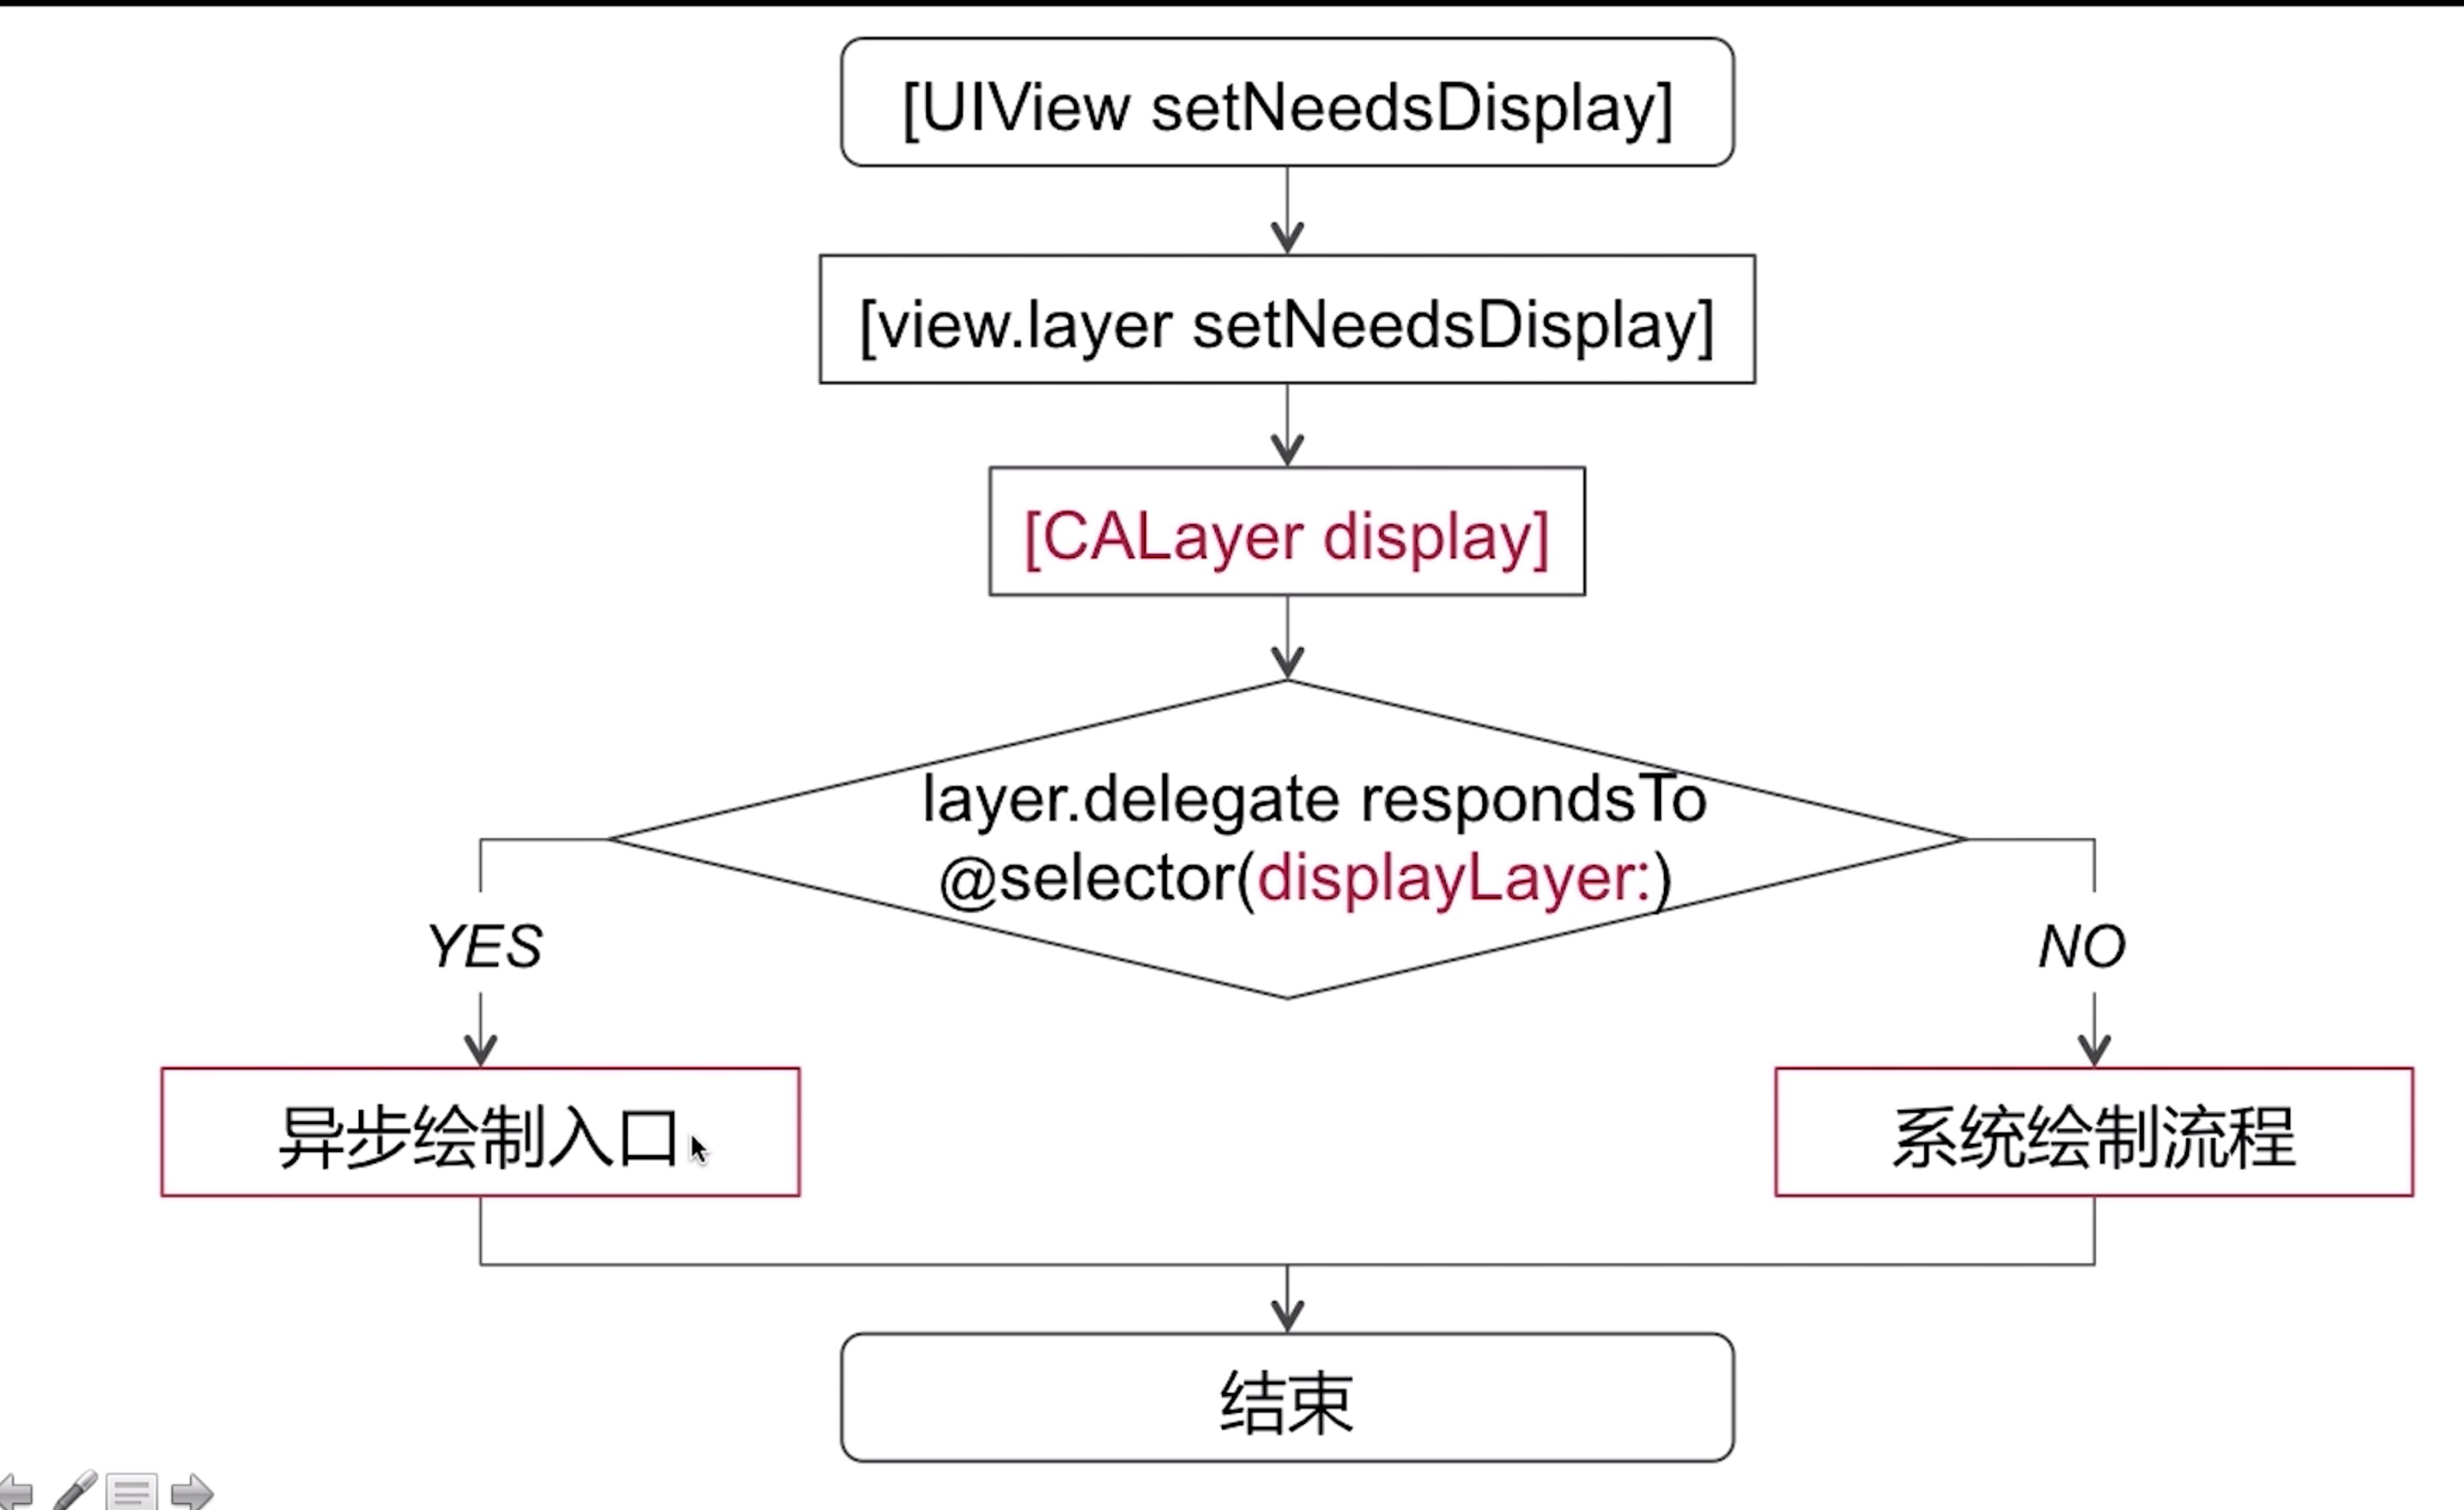 [UIView setNeedsDisplay]
[view.layer setNeedsDisplay]
[CALayer display]
layer.delegate respondsTo
@selector(displayLayer:)
YES
NO
异步绘制入口
系统绘制流程
结束